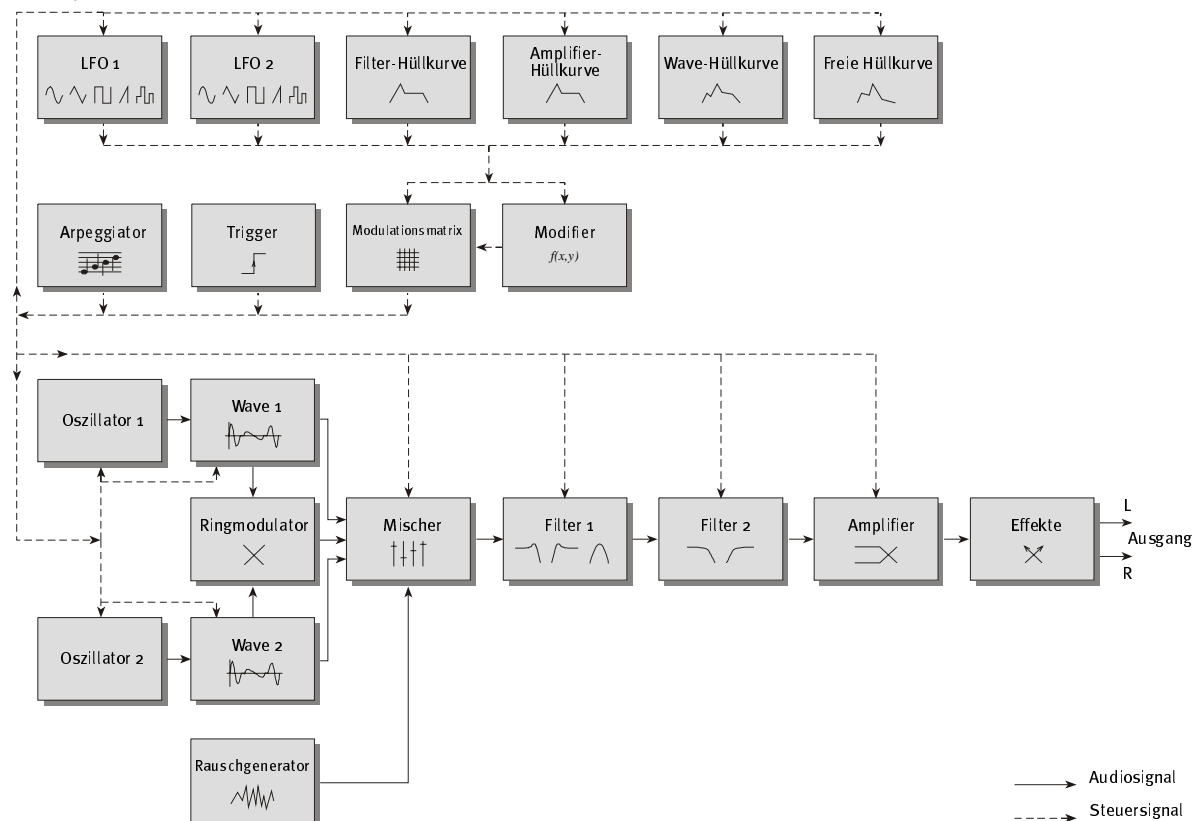 LFO 1
LFO 2
Filter-Hüllkurve
Amplifier-
Hüllkurve
Wave-Hüllkurve
Freie Hüllkurve
Arpeggiator
Trigger
Modulationsmatrix
Modifier
f(x,y)
Oszillator 1
Wave 1
Ringmodulator
Mischer
Filter 1
Filter 2
Amplifier
Effekte
L
Ausgang
R
Oszillator 2
Wave 2
Rauschgenerator
Audiosignal
Steuersignal